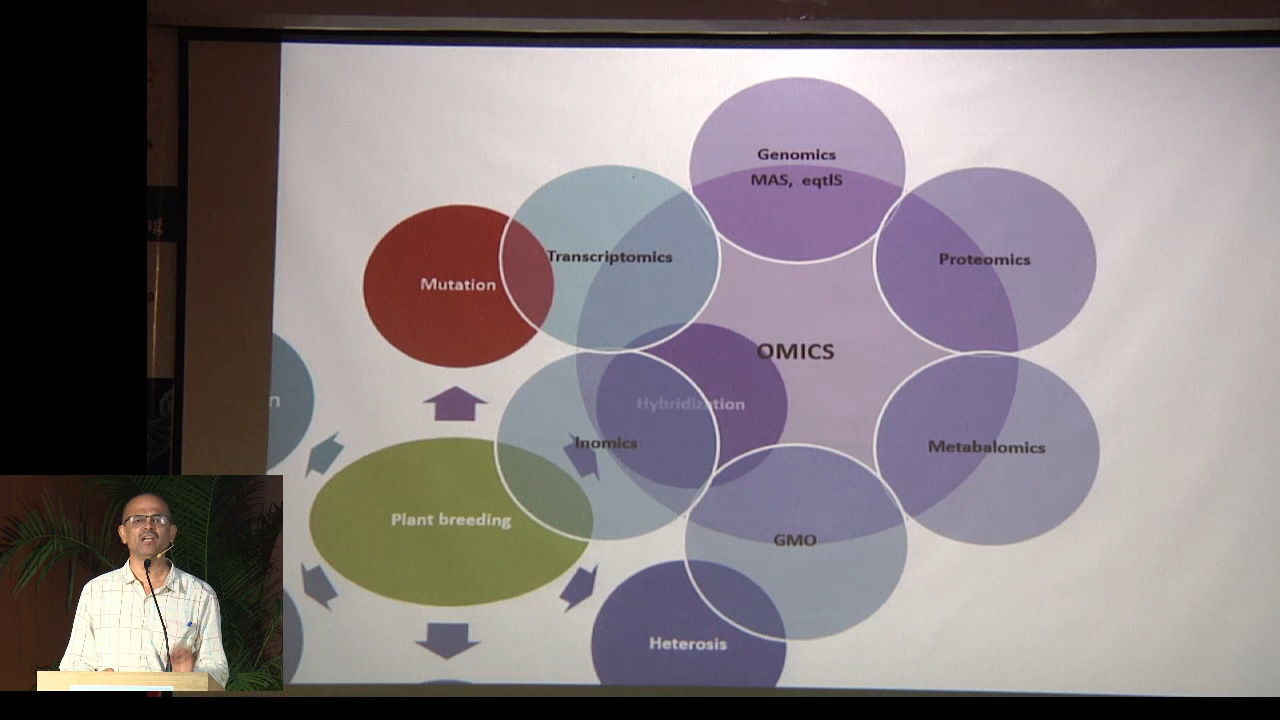 Genomics
MAS, eqtlS
Transcriptomics
Proteomics
Mutation
OMICS
Hybridization
n
Inomics
Metabalomics
Plant breeding
GMO
Heterosis